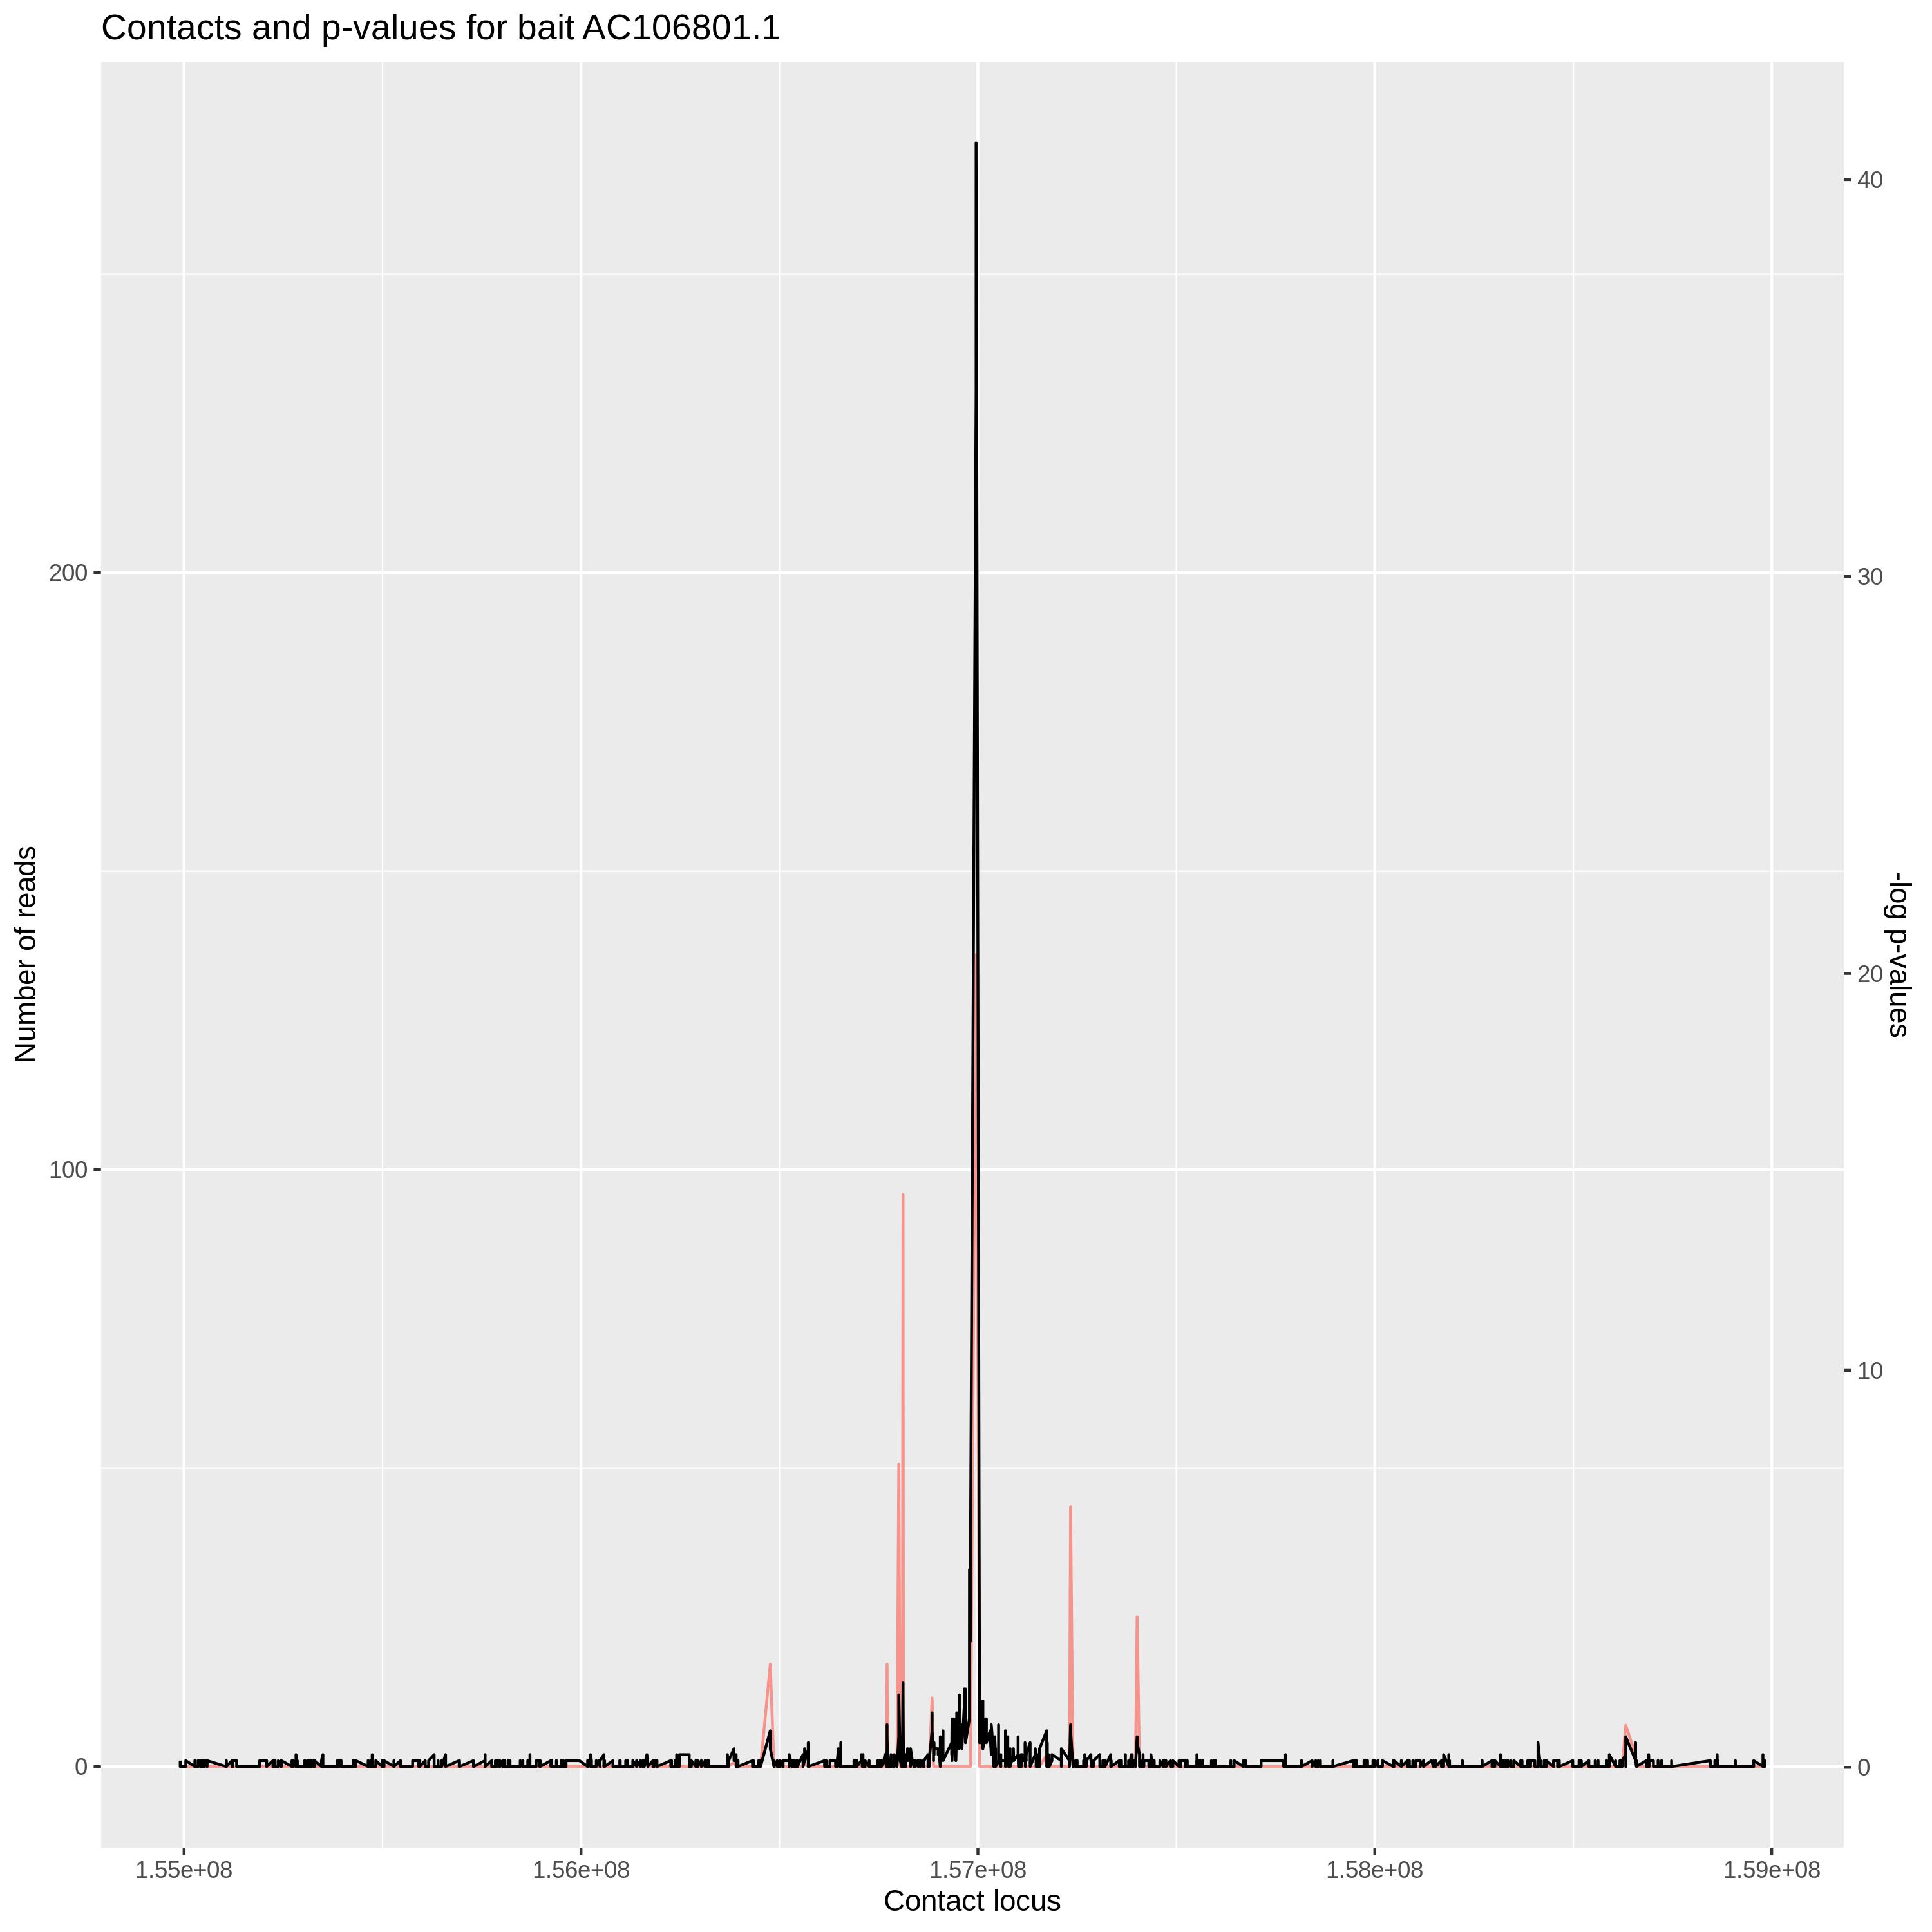 Contacts and p-values for bait AC106801.1
40
200
30
Number of reads
-log p-values
20
100
10
0
0
1.55e+08
1.56e+08
1.57e+08
1.58e+08
1.59e+08
Contact locus